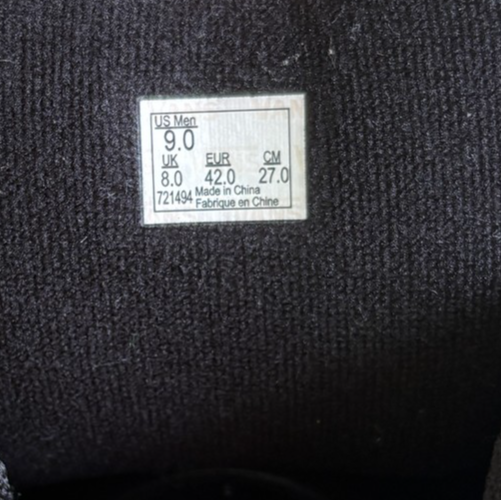 US Men
9.0
UK EUR CM
8.0 42.0 27.0
721494 Made in China
Fabrique en Chine